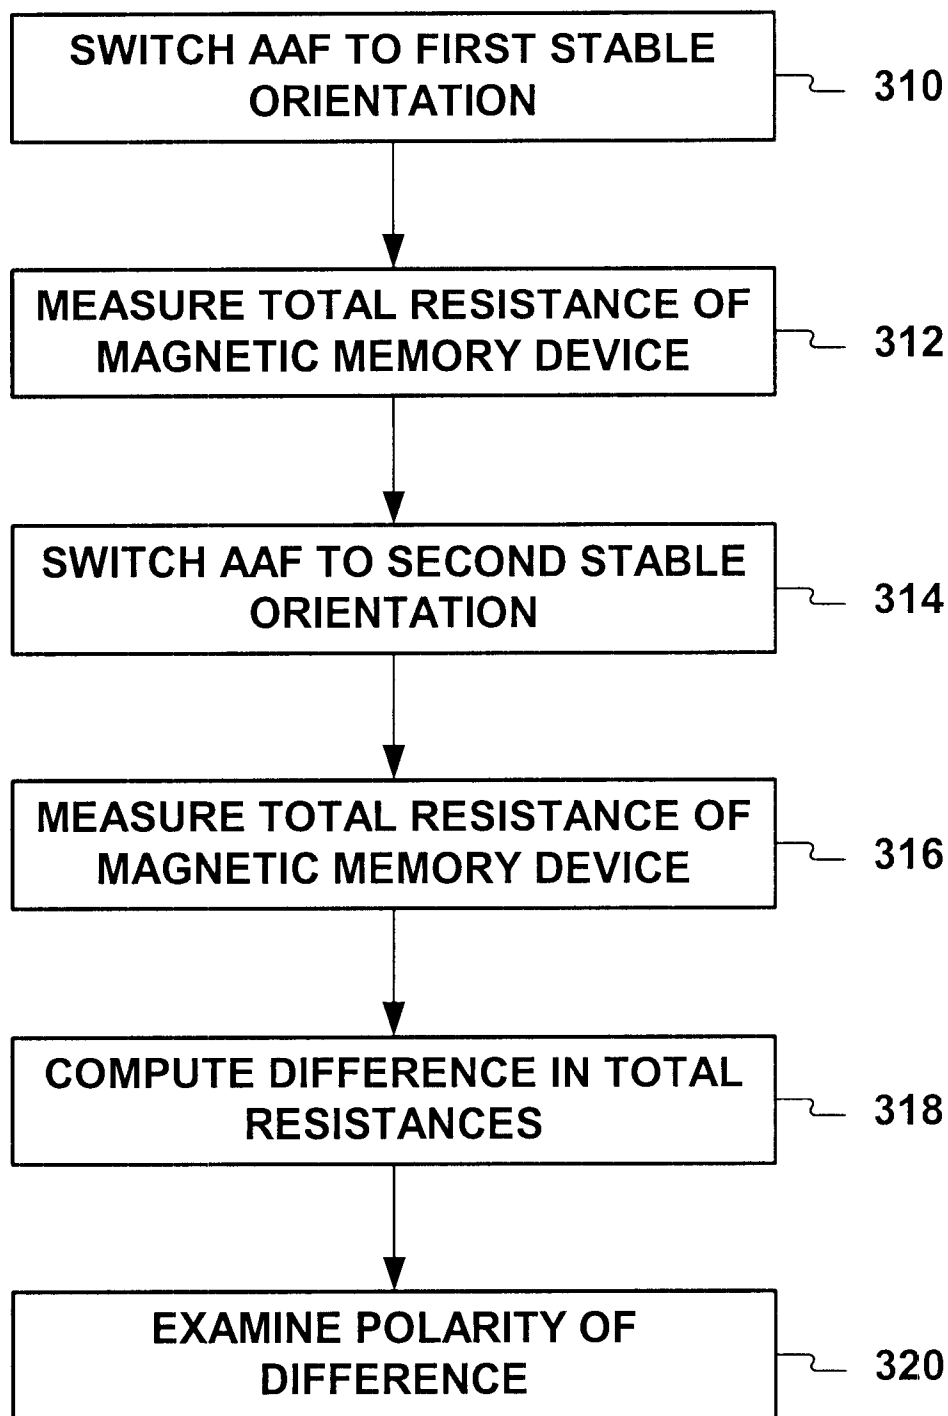 SWITCH AAF TO FIRST STABLE
ORIENTATION
310
MEASURE TOTAL RESISTANCE OF
MAGNETIC MEMORY DEVICE
312
SWITCH AAF TO SECOND STABLE
ORIENTATION
314
MEASURE TOTAL RESISTANCE OF
MAGNETIC MEMORY DEVICE
316
COMPUTE DIFFERENCE IN TOTAL
RESISTANCES
318
EXAMINE POLARITY OF
DIFFERENCE
320